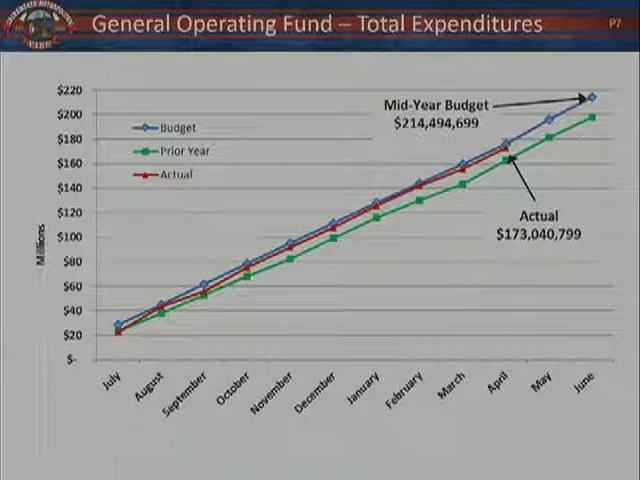 General Operating Fund – Total Expenditures
P7
$220
$200
$180
$160
$140
$120
$100
$80
$60
$40
$20
$-
Millions
Budget
Prior Year
Actual
Mid-Year Budget
$214,494,699
Actual
$173,040,799
July
August
September
October
November
December
January
February
March
April
May
June